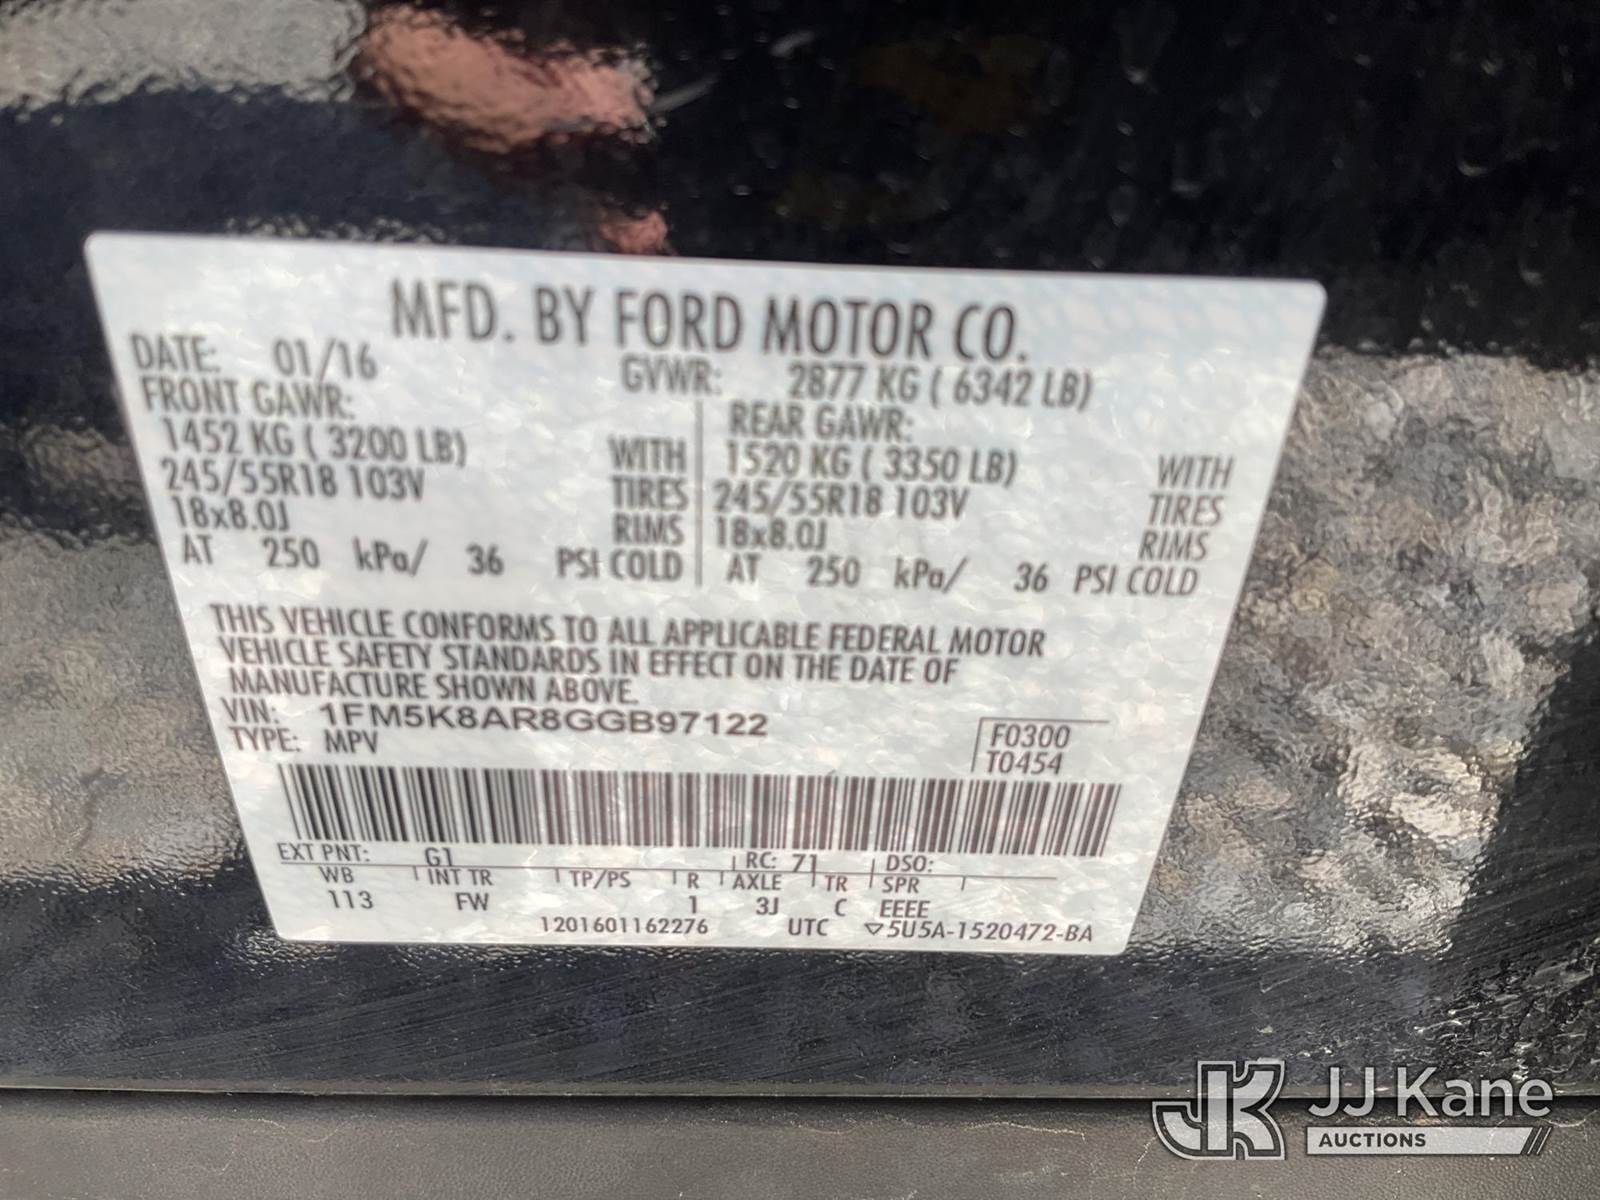 MFD. BY FORD MOTOR CO.
DATE: 01/16 GVWR: 2877 KG ( 6342 LB)
FRONT GAWR: REAR GAWR:
1452 KG ( 3200 LB) WITH 1520 KG ( 3350 LB) WITH
245/55R18 103V TIRES 245/55R18 103V TIRES
18x8.0J RIMS 18x8.0J RIMS
AT 250 kPa/ 36 PSI COLD AT 250 kPa/ 36 PSI COLD
THIS VEHICLE CONFORMS TO ALL APPLICABLE FEDERAL MOTOR
VEHICLE SAFETY STANDARDS IN EFFECT ON THE DATE OF
MANUFACTURE SHOWN ABOVE.
VIN: 1FM5K8AR8GGB97122 F0300
TYPE: MPV T0454
EXT PNT: G1 RC: 71 DSO:
WB INT TR TP/PS R AXLE TR SPR
113 FW 1 3J C EEEE
1201601162276 UTC ▽5U5A-1520472-BA
JK JJ Kane
AUCTIONS